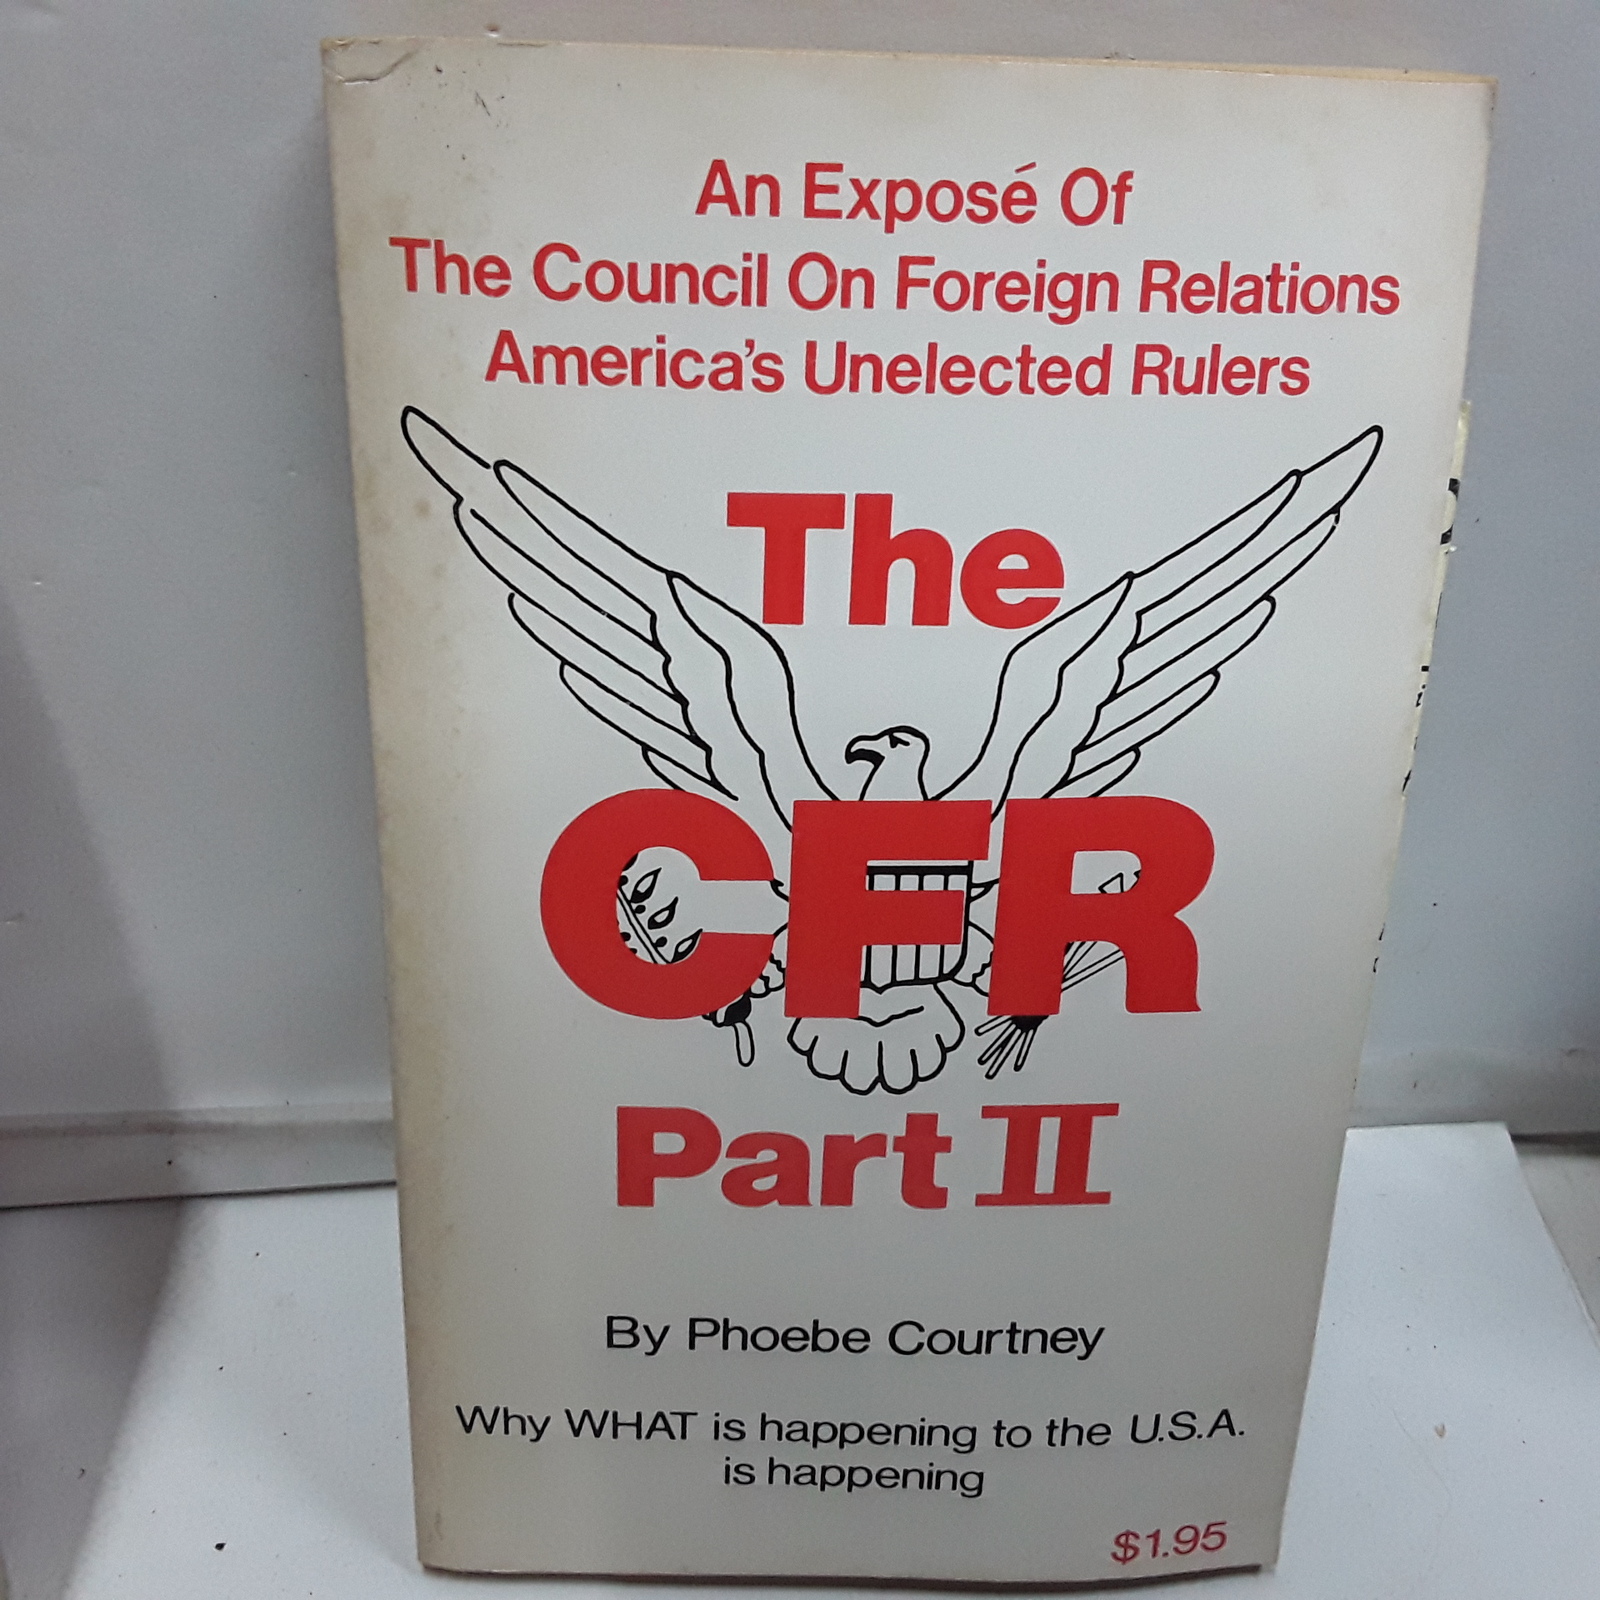 An Exposé Of
The Council On Foreign Relations
America's Unelected Rulers
The
CFR
Part II
By Phoebe Courtney
Why WHAT is happening to the U.S.A.
is happening
$1.95